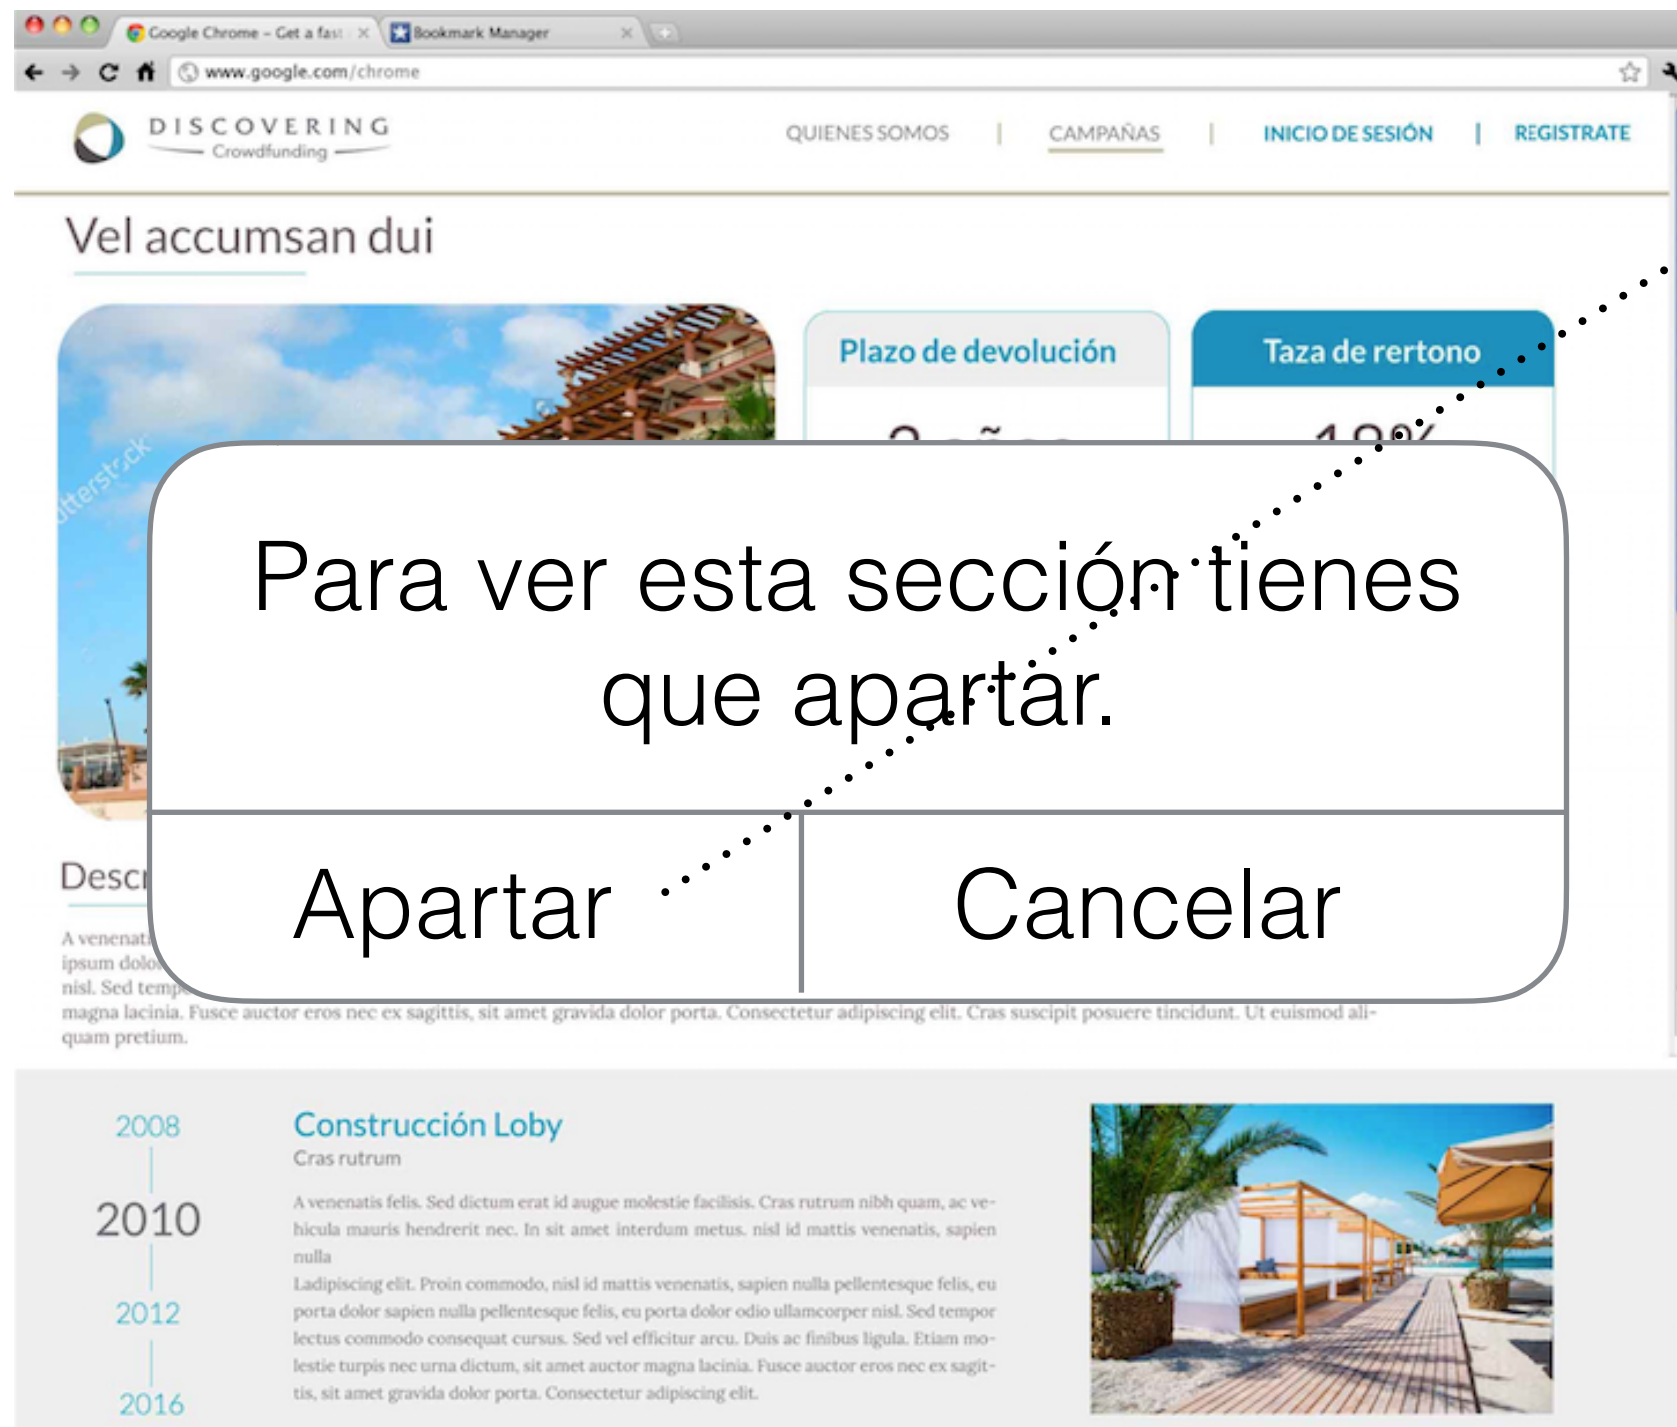 Google Chrome – Get a fast
Bookmark Manager
www.google.com/chrome
DISCOVERING
Crowdfunding
QUIENES SOMOS | CAMPAÑAS | INICIO DE SESIÓN | REGISTRATE
Vel accumsan dui
Plazo de devolución
Taza de rertono
años
18%
Para ver esta sección tienes
que apartar.
Apartar
Cancelar
A
ipsum
nisl. Sed
magna lacinia. Fusce auctor eros nec ex sagittis, sit amet gravida dolor porta. Consectetur adipiscing elit. Cras suscipit posuere tincidunt. Ut euismod ali-
quam pretium.
2008
2010
2012
2016
Construcción Loby
Cras rutrum
A venenatis felis. Sed dictum erat id augue molestie facilisis. Cras rutrum nibh quam, ac ve-
hicula mauris hendrerit nec. In sit amet interdum metus. nisl id mattis venenatis, sapien
nulla
Ladipiscing elit. Proin commodo, nisl id mattis venenatis, sapien nulla pellentesque felis, eu
porta dolor sapien nulla pellentesque felis, eu porta dolor odio ullamcorper nisl. Sed tempor
lectus commodo consequat cursus. Sed vel efficitur arcu. Duis ac finibus ligula. Etiam mo-
lestie turpis nec urna dictum, sit amet auctor magna lacinia. Fusce auctor eros nec ex sagit-
tis, sit amet gravida dolor porta. Consectetur adipiscing elit.